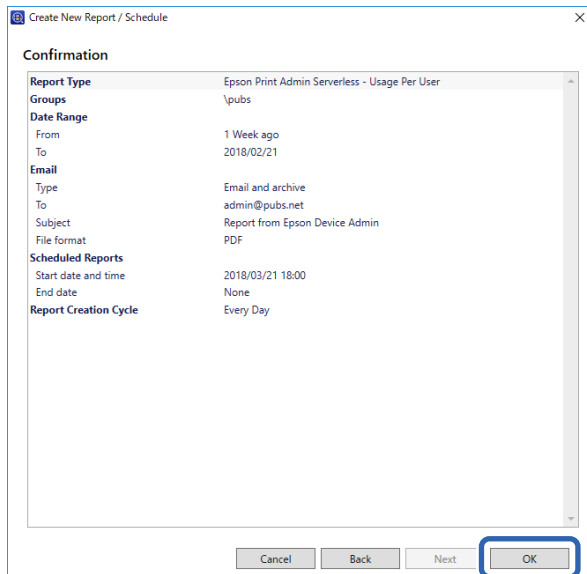 Create New Report / Schedule
Confirmation
Report Type Epson Print Admin Serverless - Usage Per User
Groups \pubs
Date Range
From 1 Week ago
To 2018/02/21
Email
Type Email and archive
To admin@pubs.net
Subject Report from Epson Device Admin
File format PDF
Scheduled Reports
Start date and time 2018/03/21 18:00
End date None
Report Creation Cycle Every Day
Cancel Back Next OK